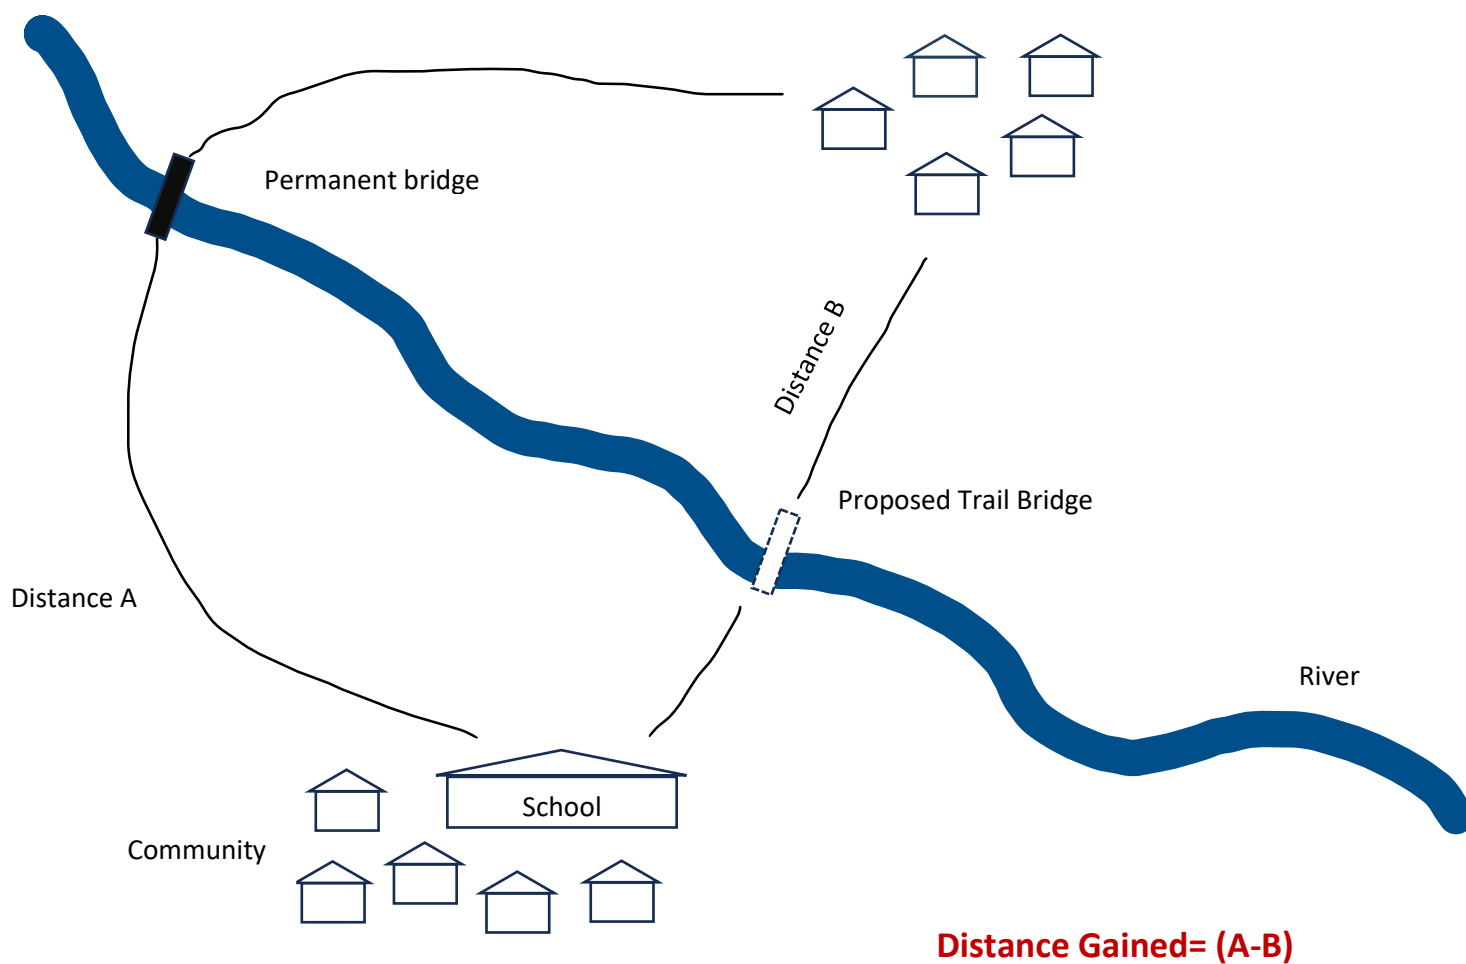 Permanent bridge
Distance B
Proposed Trail Bridge
Distance A
River
School
Community
Distance Gained= (A-B)